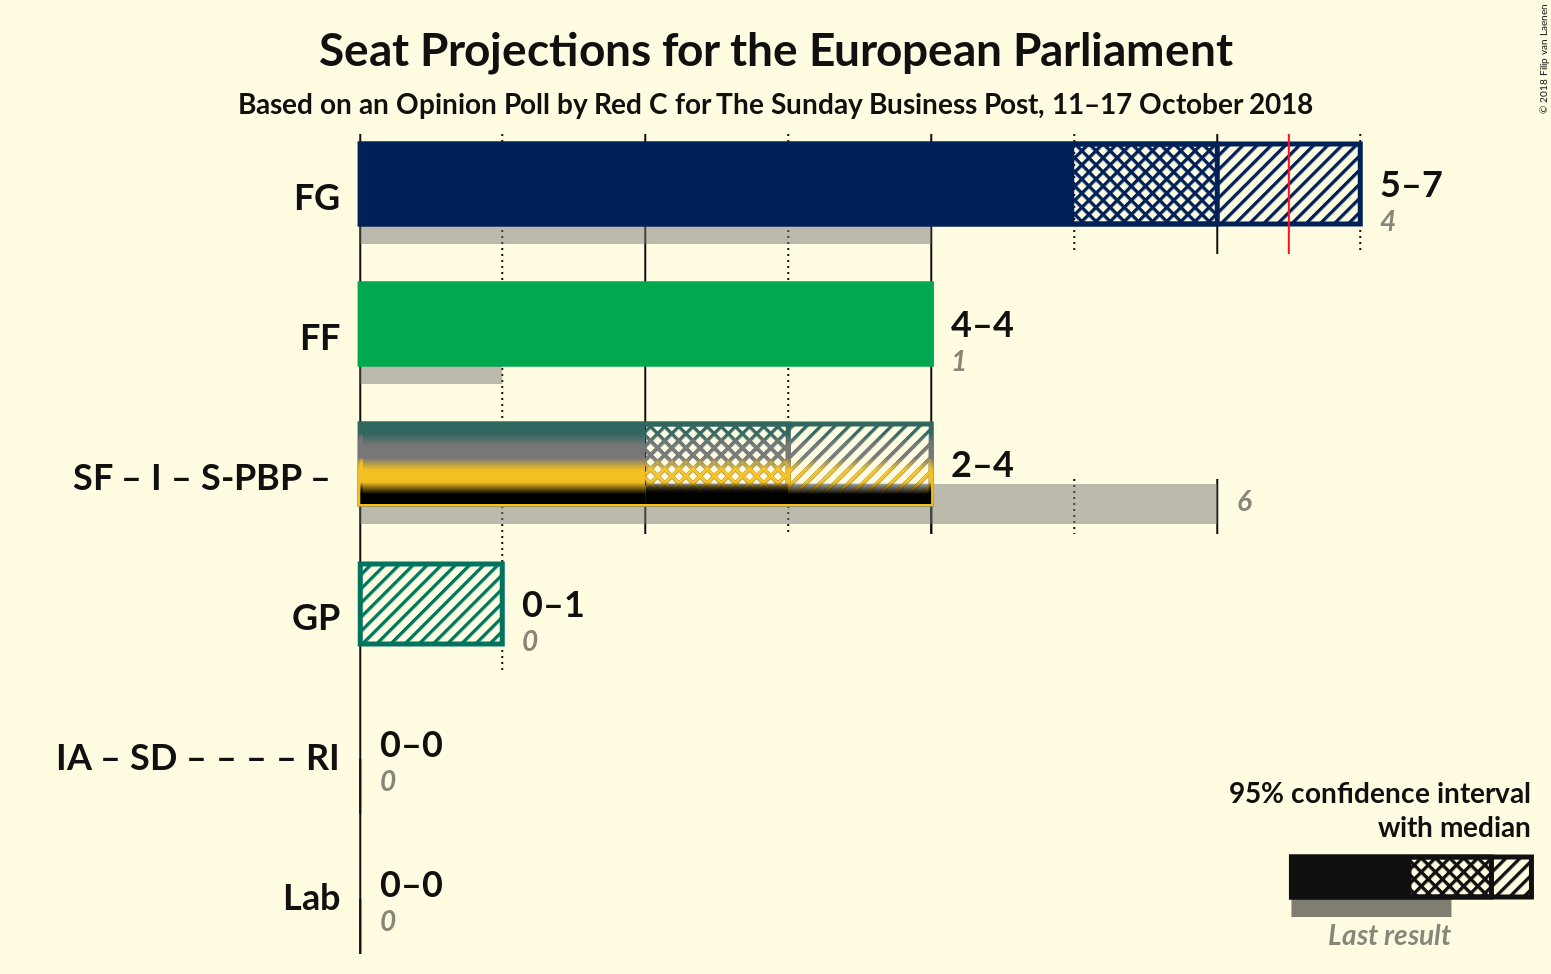 Seat Projections for the European Parliament
Based on an Opinion Poll by Red C for The Sunday Business Post, 11–17 October 2018
© 2018 Filip van Laenen
FG
5–7
4
FF
4–4
1
SF – I – S-PBP –
2–4
6
GP
0–1
0
IA – SD – – – – RI
0–0
0
Lab
0–0
0
95% confidence interval
with median
Last result